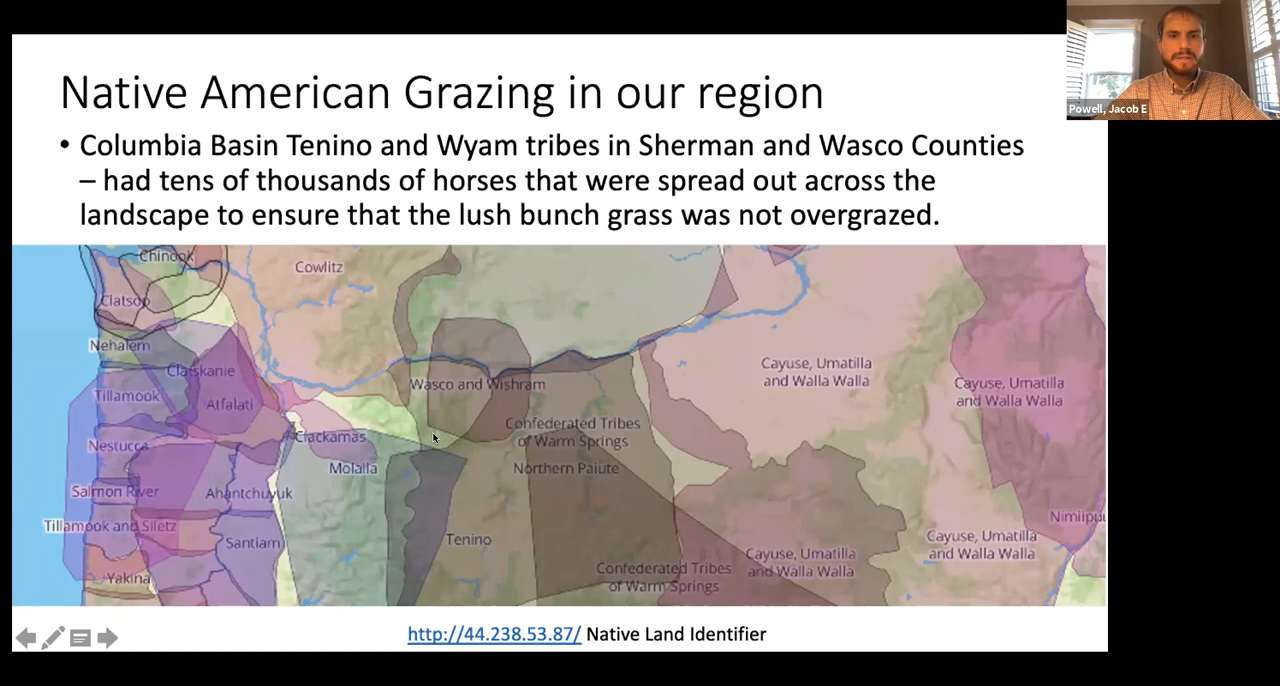 Native American Grazing in our region
• Columbia Basin Tenino and Wyam tribes in Sherman and Wasco Counties
– had tens of thousands of horses that were spread out across the
landscape to ensure that the lush bunch grass was not overgrazed.
Powell, Jacob E
Chinook
Cowlitz
Clatsop
Nehalem
Clatskanie
Tillamook
Atfalati
Wasco and Wishram
Cayuse, Umatilla
and Walla Walla
Cayuse, Umatilla
and Walla Walla
Nestucca
Clackamas
Confederated Tribes
of Warm Springs
Molalla
Northern Paiute
Salmon River
Ahantchuyuk
Tillamook and Siletz
Santiam
Tenino
Nimiipuu
Cayuse, Umatilla
and Walla Walla
Cayuse, Umatilla
and Walla Walla
Yakina
Confederated Tribes
of Warm Springs
http://44.238.53.87/ Native Land Identifier